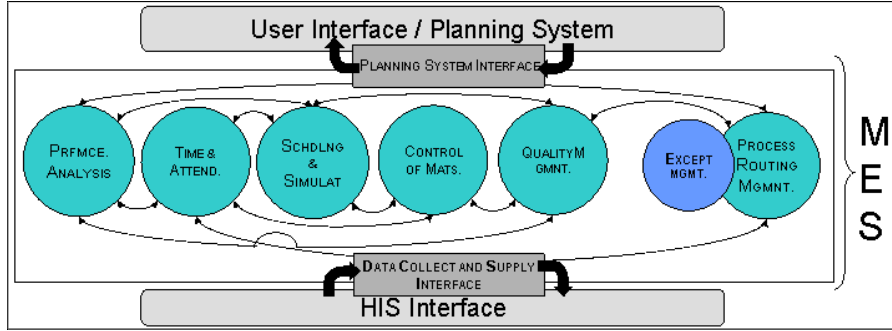 User Interface / Planning System
PLANNING SYSTEM INTERFACE
PRFMCE.
ANALYSIS
TIME &
ATTEND.
SCHDLNG
&
SIMULAT
CONTROL
OF MATS.
QUALITY M
GMNT.
EXCEPT
MGMT.
PROCESS
ROUTING
MGMNT.
M
E
S
DATA COLLECT AND SUPPLY
INTERFACE
HIS Interface